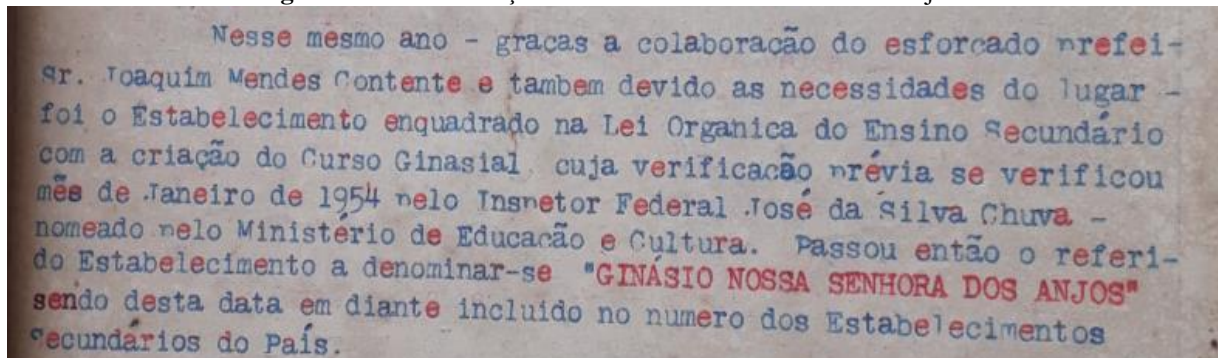 Nesse mesmo ano - graças a colaboração do esforçado prefei-
sr. Joaquim Mendes Contente e tambem devido as necessidades do lugar -
foi o Estabelecimento enquadrado na Lei Organica do Ensino Secundário
com a criação do Curso Ginasial cuja verificação prévia se verificou
mês de Janeiro de 1954 pelo Inspetor Federal José da Silva Chuva -
nomeado pelo Ministério de Educação e Cultura. Passou então o referi-
do Estabelecimento a denominar-se "GINÁSIO NOSSA SENHORA DOS ANJOS"
sendo desta data em diante incluido no numero dos Estabelecimentos
Secundários do País.